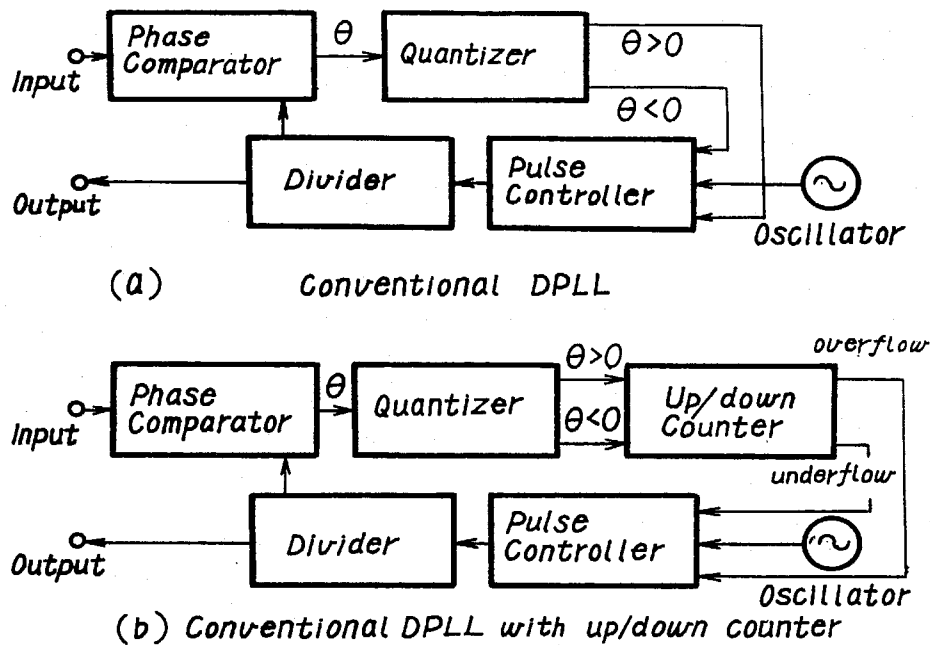 Phase
Comparator
θ
Quantizer
θ>0
Input
θ<0
Divider
Pulse
Controller
Output
Oscillator
(a) Conventional DPLL
overflow
θ>0
Phase
Comparator
θ
Quantizer
Up/down
Counter
Input
θ<0
underflow
Divider
Pulse
Controller
Output
Oscillator
(b) Conventional DPLL with up/down counter